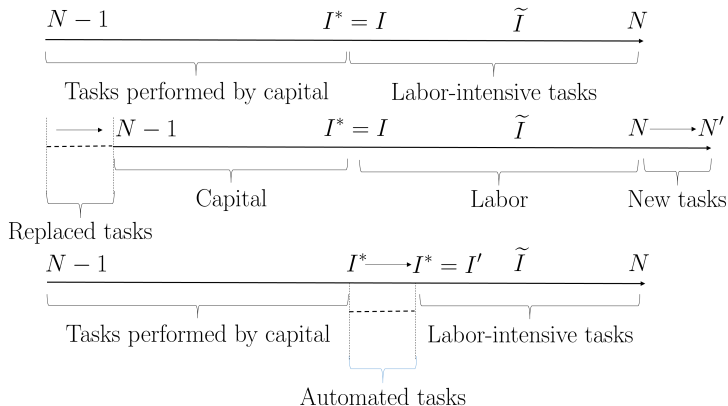 N − 1 I* = I Ĩ N
Tasks performed by capital Labor-intensive tasks
N − 1 I* = I Ĩ N N′
Capital Labor New tasks
Replaced tasks
N − 1 I* I* = I′ Ĩ N
Tasks performed by capital Labor-intensive tasks
Automated tasks